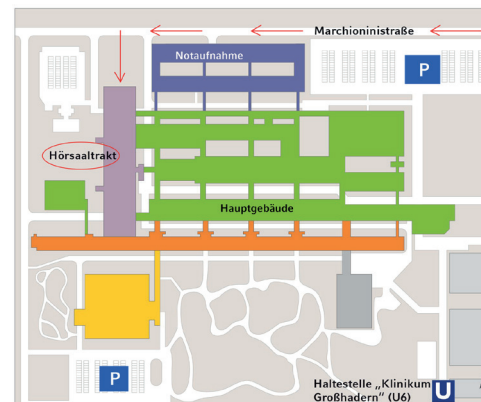 Marchioninistraße
Notaufnahme
P
Hörsaaltrakt
Hauptgebäude
P
Haltestelle „Klinikum
Großhadern" (U6)
U